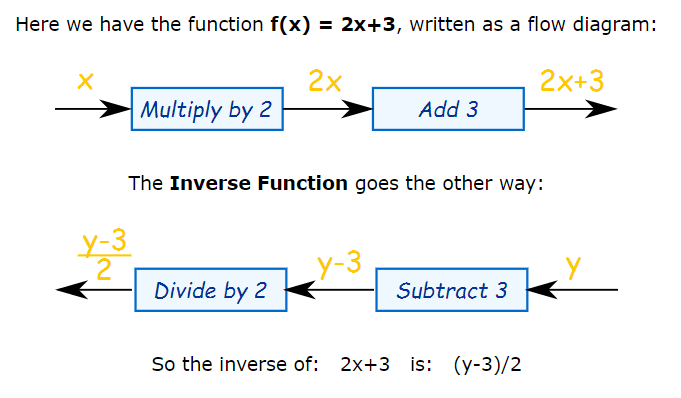 Here we have the function f(x) = 2x+3, written as a flow diagram:
x 2x 2x+3
Multiply by 2 Add 3
The Inverse Function goes the other way:
y-3
2
y-3 y
Divide by 2 Subtract 3
So the inverse of: 2x+3 is: (y-3)/2